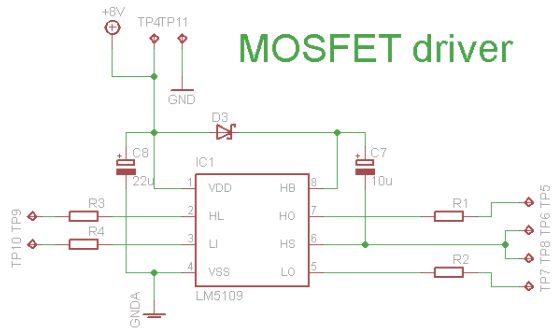 +8V
TP4 TP11
MOSFET driver
GND
D3
C8
22u
C7
10u
IC1
1 VDD HB 8
2 HL HO 7
3 LI HS 6
4 VSS LO 5
LM5109
R3
R4
R1
R2
TP10 TP9
TP7 TP8 TP6 TP5
GNDA